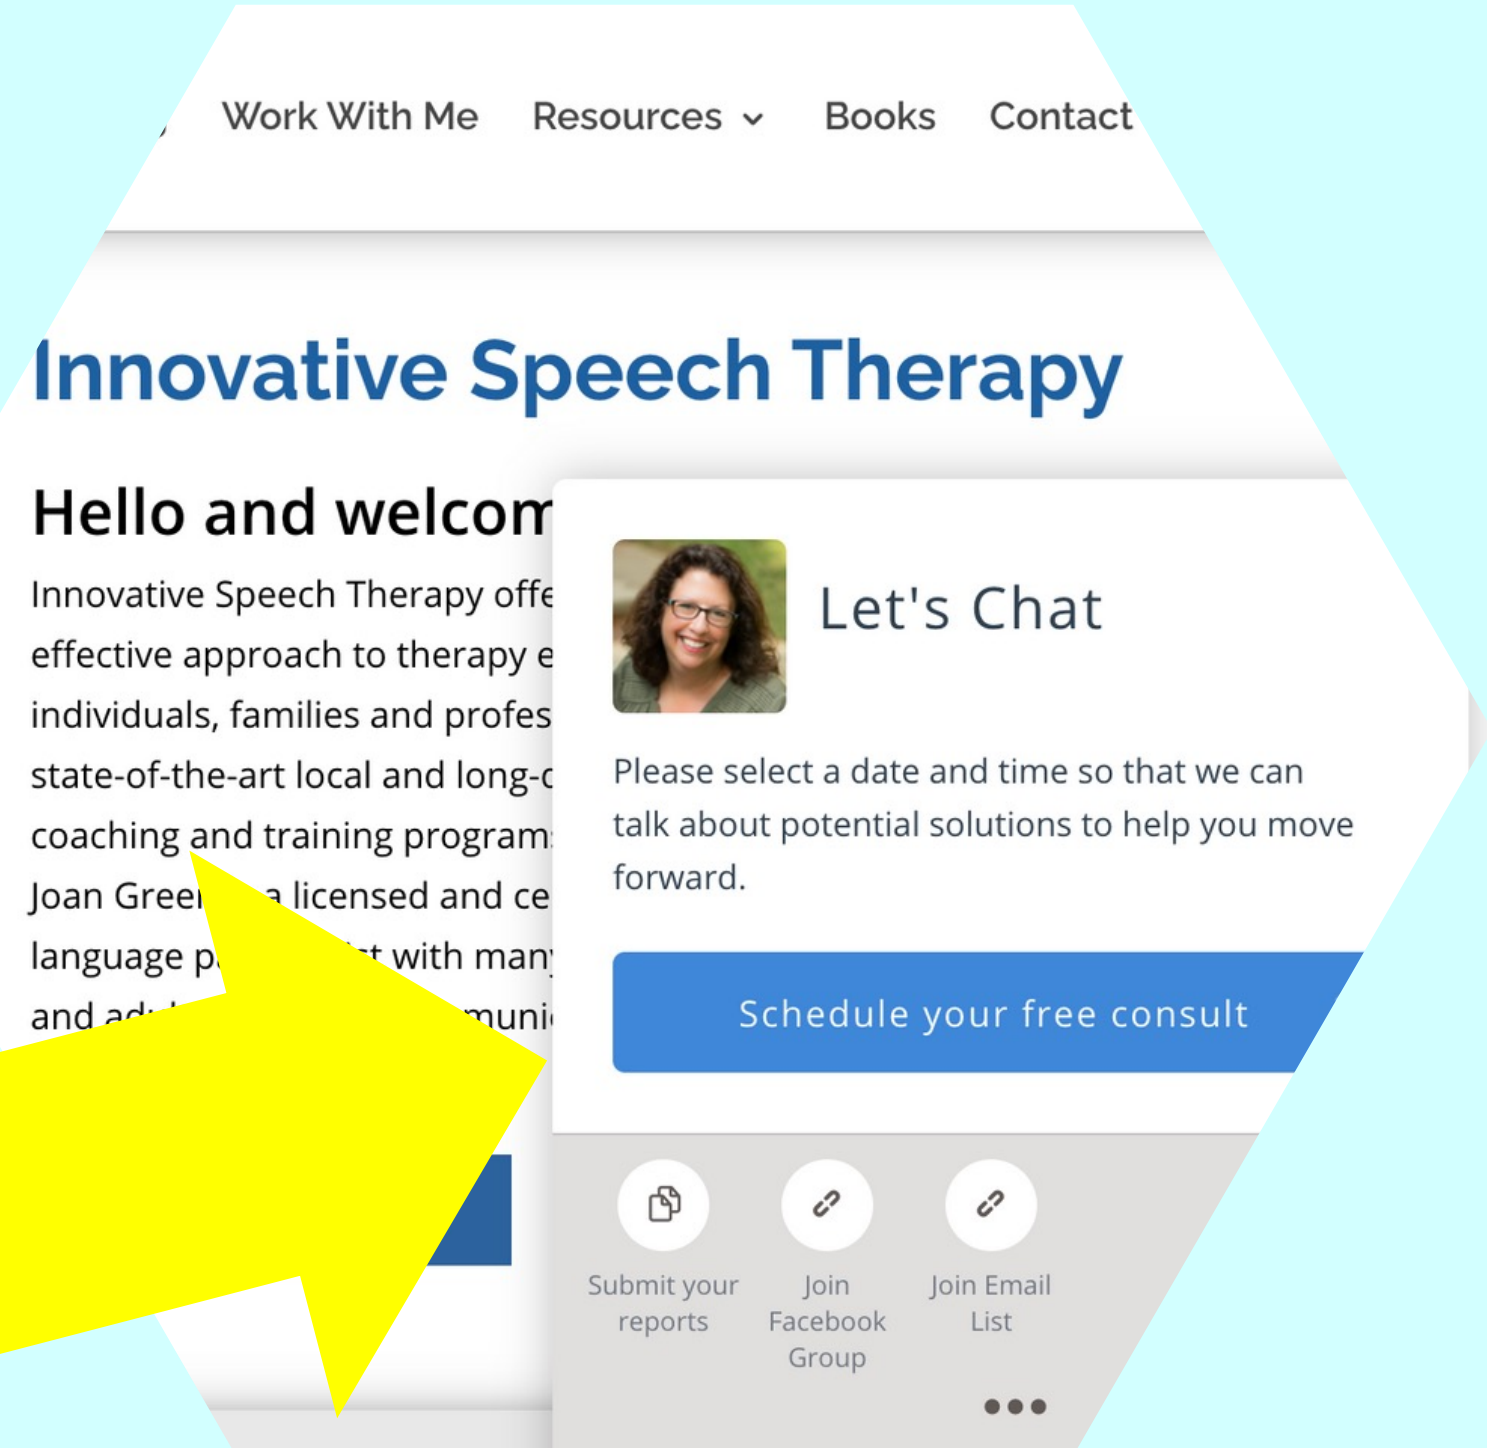 Work With Me Resources Books Contact
Innovative Speech Therapy
Hello and welcom
Innovative Speech Therapy offe
effective approach to therapy e
individuals, families and profes
state-of-the-art local and long-
coaching and training program
Joan Gree a licensed and ce
language with many
and
Let's Chat
Please select a date and time so that we can
talk about potential solutions to help you move
forward.
Schedule your free consult
Submit your
reports
Join
Facebook
Group
Join Email
List